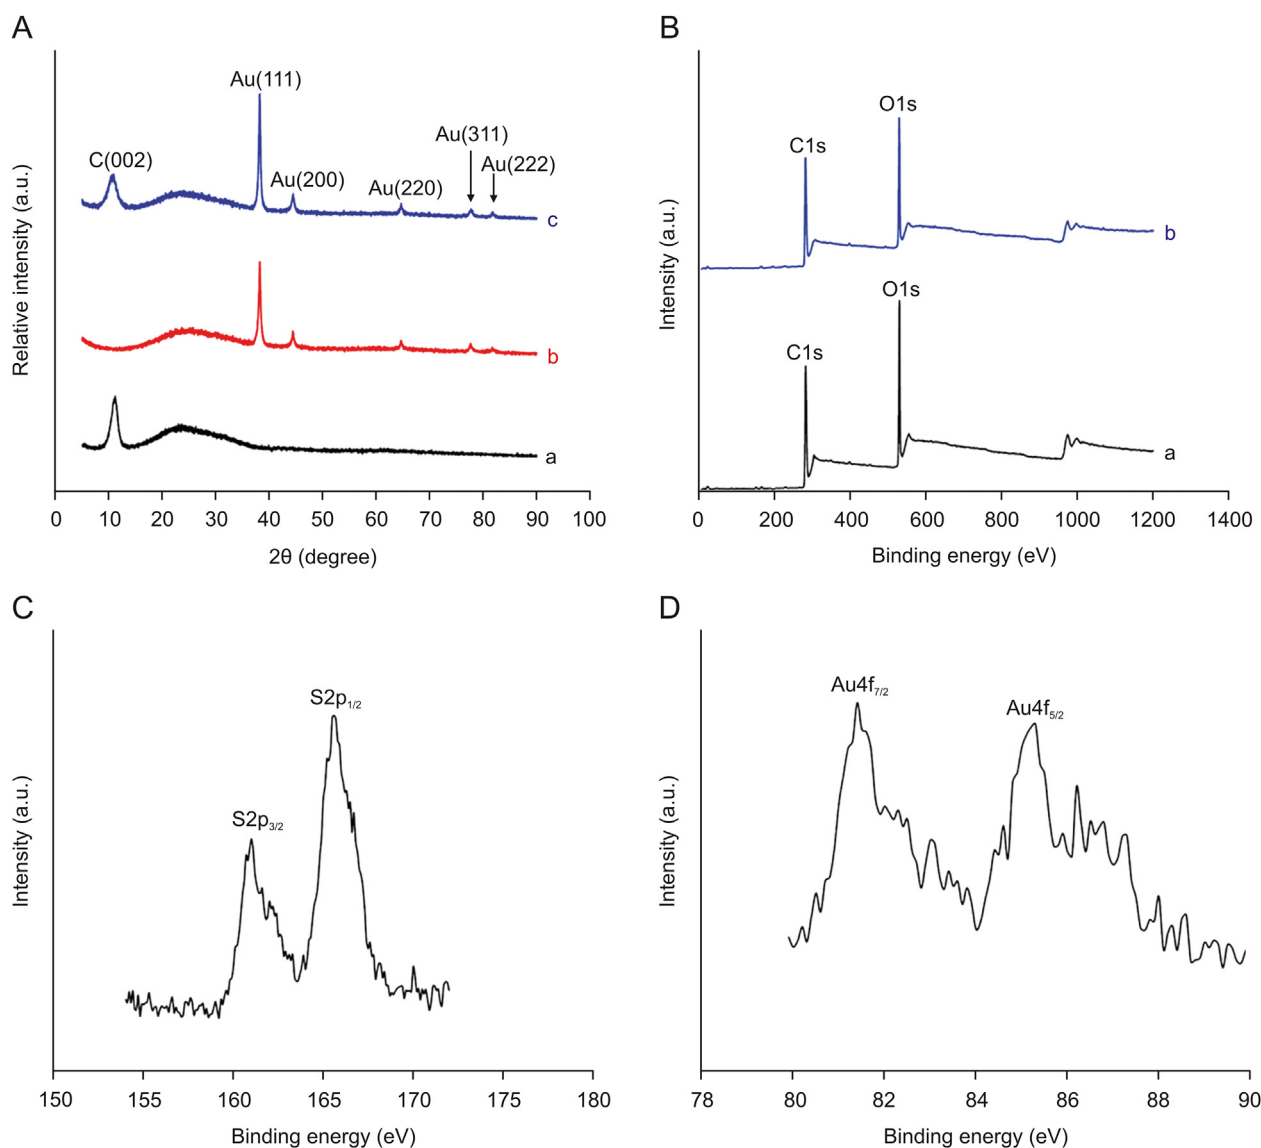 A
Relative intensity (a.u.)
C(002)
Au(111)
Au(200)
Au(220)
Au(311)
Au(222)
c
b
a
0 10 20 30 40 50 60 70 80 90 100
2θ (degree)
B
Intensity (a.u.)
C1s
O1s
b
C1s
O1s
a
0 200 400 600 800 1000 1200 1400
Binding energy (eV)
C
Intensity (a.u.)
S2p3/2
S2p1/2
150 155 160 165 170 175 180
Binding energy (eV)
D
Intensity (a.u.)
Au4f7/2
Au4f5/2
78 80 82 84 86 88 90
Binding energy (eV)